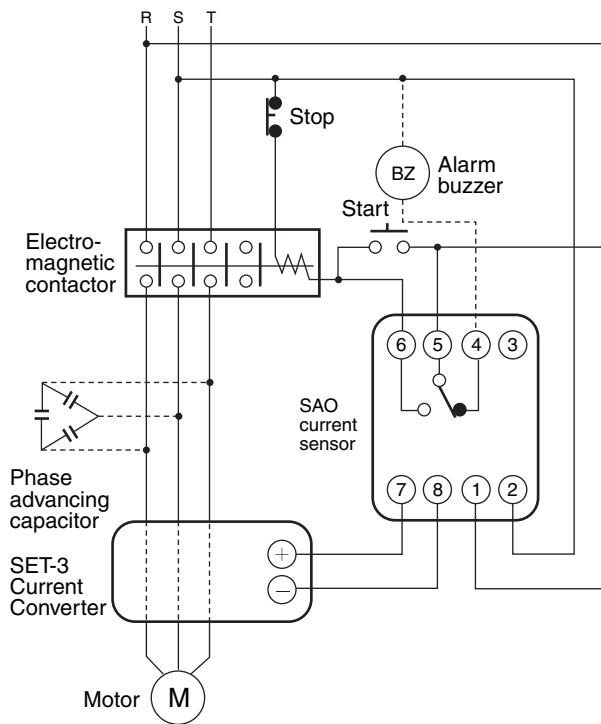 R S T
Stop
BZ
Alarm
buzzer
Start
Electro-
magnetic
contactor
6 5 4 3
SAO
current
sensor
Phase
advancing
capacitor
7 8 1 2
SET-3
Current
Converter
+
−
Motor
M